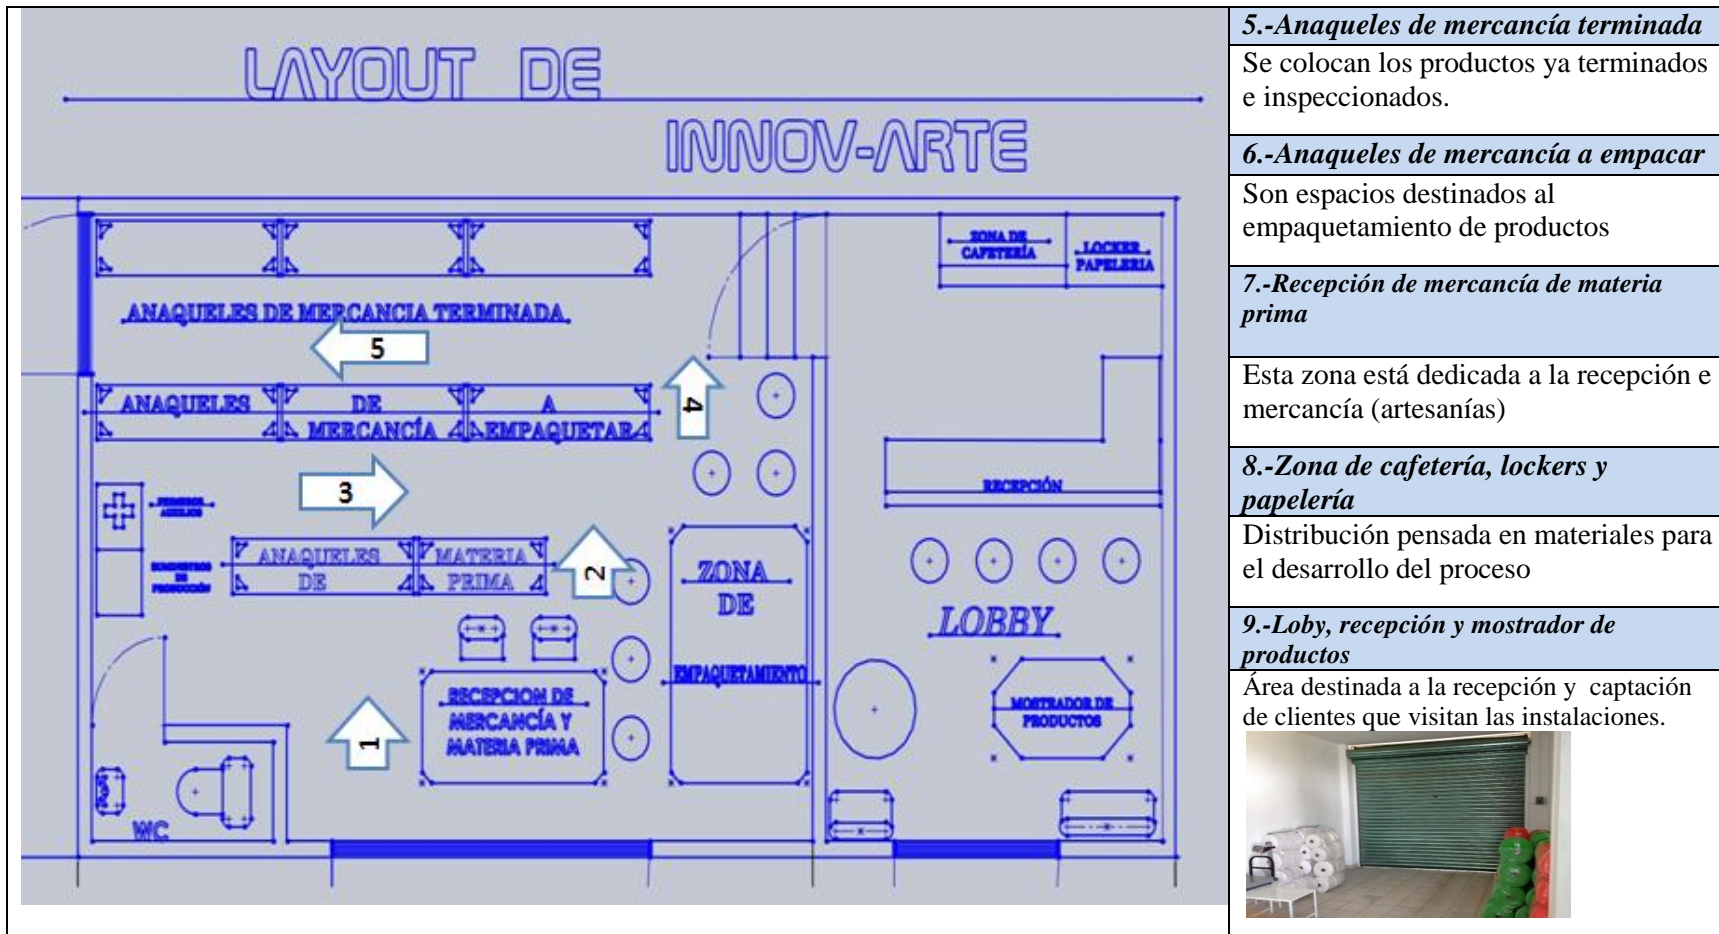 LAYOUT DE
INNOV-ARTE
ZONA DE
CAFETERÍA
LOCKER
PAPELERIA
ANAQUELES DE MERCANCIA TERMINADA
5
ANAQUELES DE A
MERCANCÍA EMPAQUETAR
4
3
RECEPCIÓN
PRIMEROS
AUXILIOS
SUMINISTROS
DE
PRODUCCIÓN
ANAQUELES MATERIA
DE PRIMA
2
ZONA
DE
EMPAQUETAMIENTO
LOBBY
RECEPCION DE
MERCANCÍA Y
MATERIA PRIMA
1
MOSTRADOR DE
PRODUCTOS
WC
5.-Anaqueles de mercancía terminada
Se colocan los productos ya terminados
e inspeccionados.
6.-Anaqueles de mercancía a empacar
Son espacios destinados al
empaquetamiento de productos
7.-Recepción de mercancía de materia
prima
Esta zona está dedicada a la recepción e
mercancía (artesanías)
8.-Zona de cafetería, lockers y
papelería
Distribución pensada en materiales para
el desarrollo del proceso
9.-Loby, recepción y mostrador de
productos
Área destinada a la recepción y captación
de clientes que visitan las instalaciones.